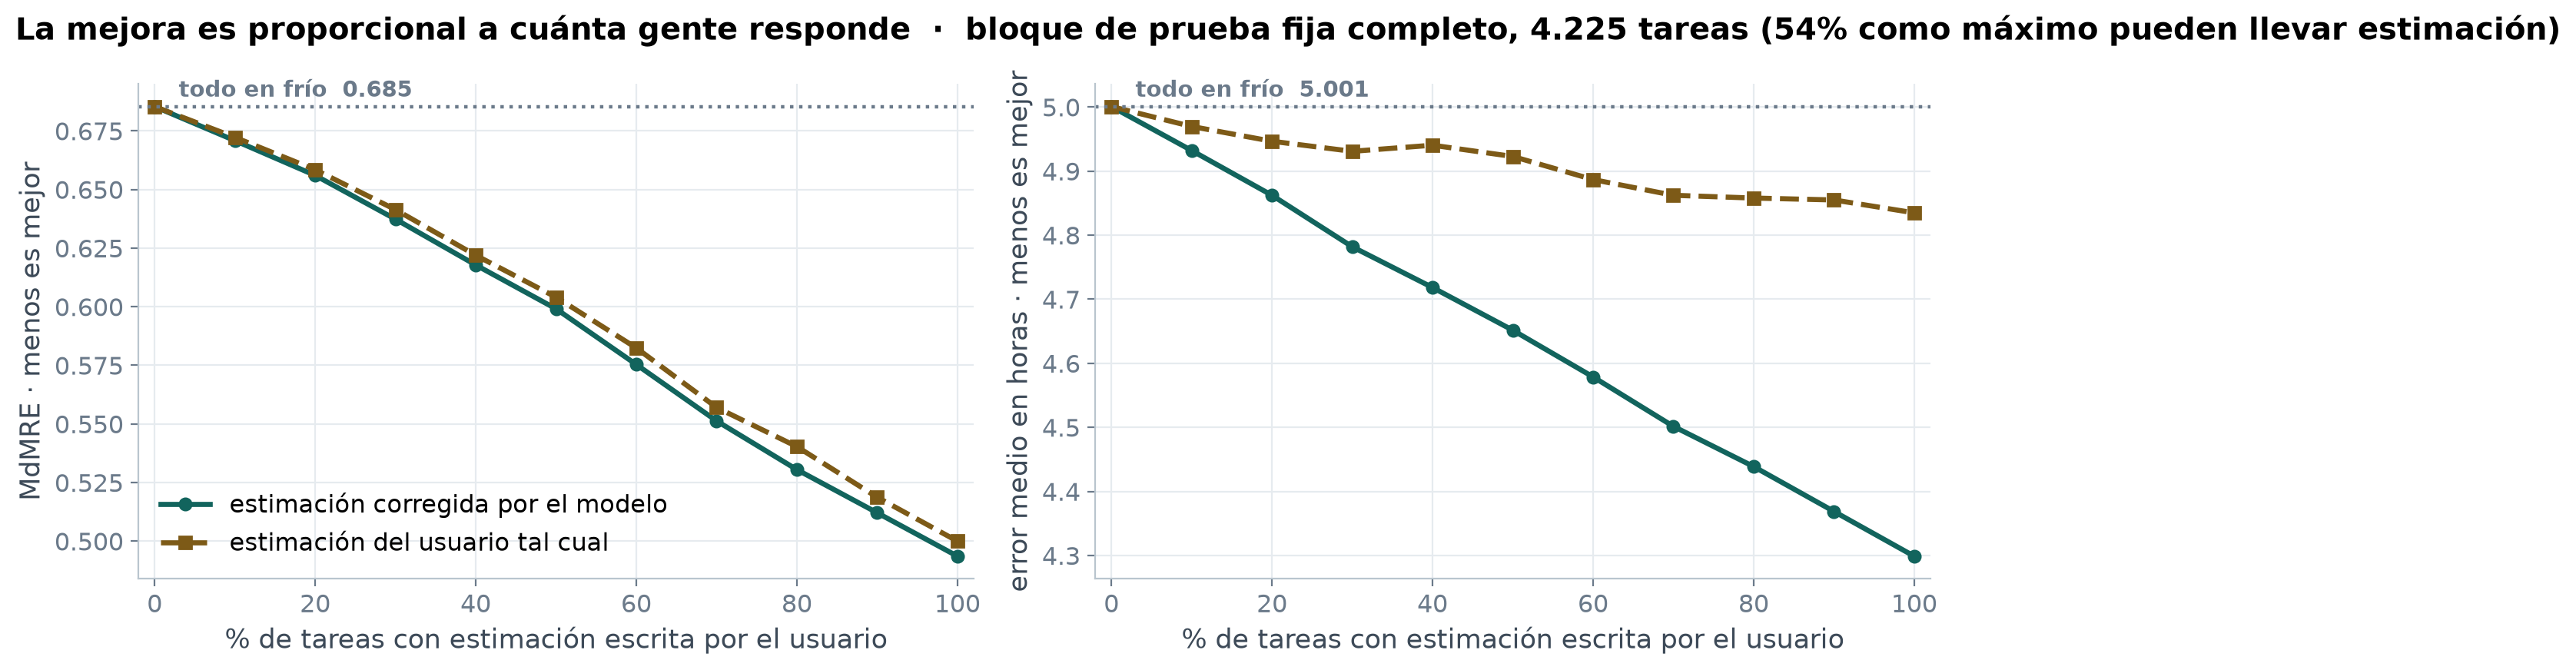 La mejora es proporcional a cuánta gente responde · bloque de prueba fija completo, 4.225 tareas (54% como máximo pueden llevar estimación)
todo en frío 0.685
MdMRE · menos es mejor
0.675
0.650
0.625
0.600
0.575
0.550
0.525
0.500
estimación corregida por el modelo
estimación del usuario tal cual
0 20 40 60 80 100
% de tareas con estimación escrita por el usuario
todo en frío 5.001
error medio en horas · menos es mejor
5.0
4.9
4.8
4.7
4.6
4.5
4.4
4.3
0 20 40 60 80 100
% de tareas con estimación escrita por el usuario